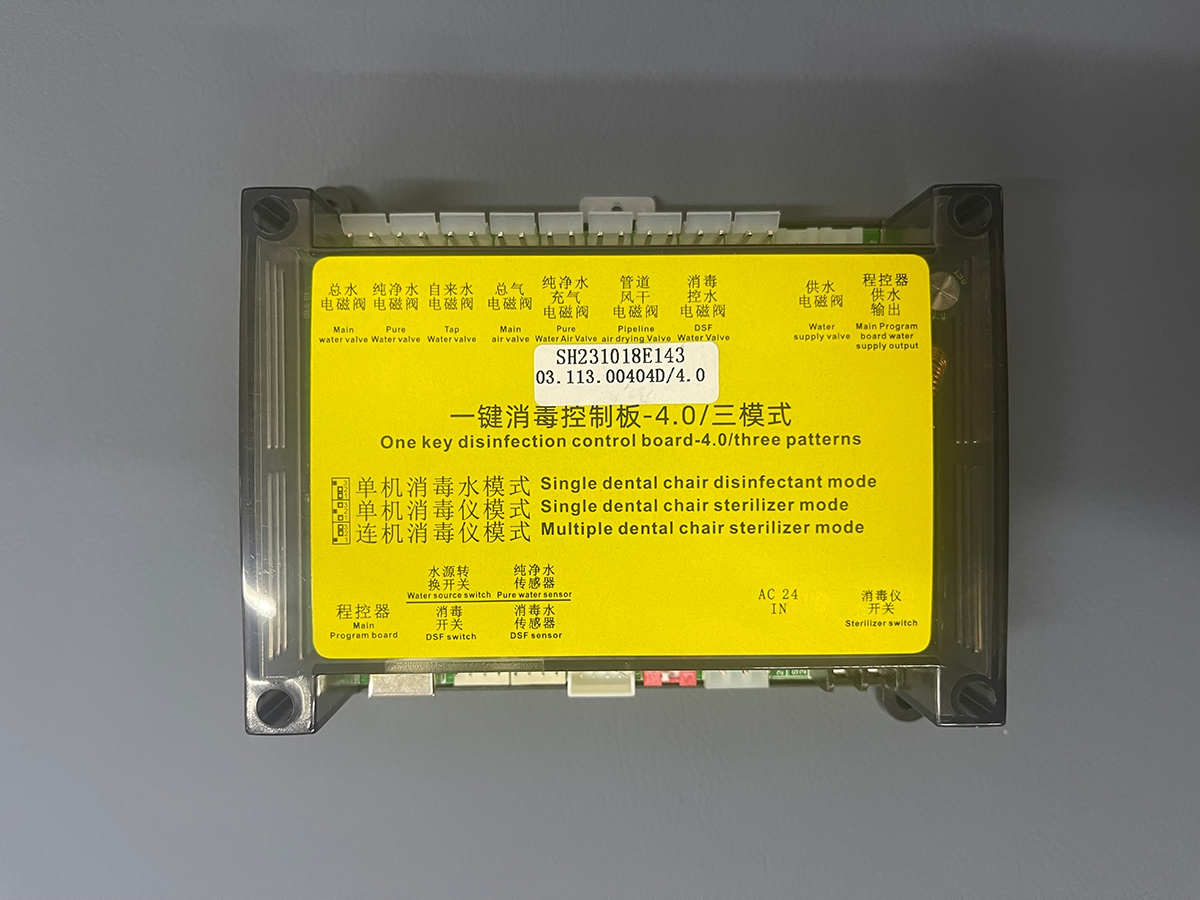 总水
电磁阀
Main
water valve
纯净水
电磁阀
Pure
Water valve
自来水
电磁阀
Tap
Water valve
总气
电磁阀
Main
air valve
纯净水
充气
电磁阀
Pure
Water Air Valve
管道
风干
电磁阀
Pipeline
air drying Valve
消毒
控水
电磁阀
DSF
Water Valve
供水
电磁阀
Water
supply valve
程控器
供水
输出
Main Program
board water
supply output
SH231018E143
03.113.00404D/4.0
一键消毒控制板-4.0/三模式
One key disinfection control board-4.0/three patterns
单机消毒水模式 Single dental chair disinfectant mode
单机消毒仪模式 Single dental chair sterilizer mode
连机消毒仪模式 Multiple dental chair sterilizer mode
水源转
换开关
Water source switch
纯净水
传感器
Pure water sensor
程控器
Main
Program board
消毒
开关
DSF switch
消毒水
传感器
DSF sensor
AC 24
IN
消毒仪
开关
Sterilizer switch